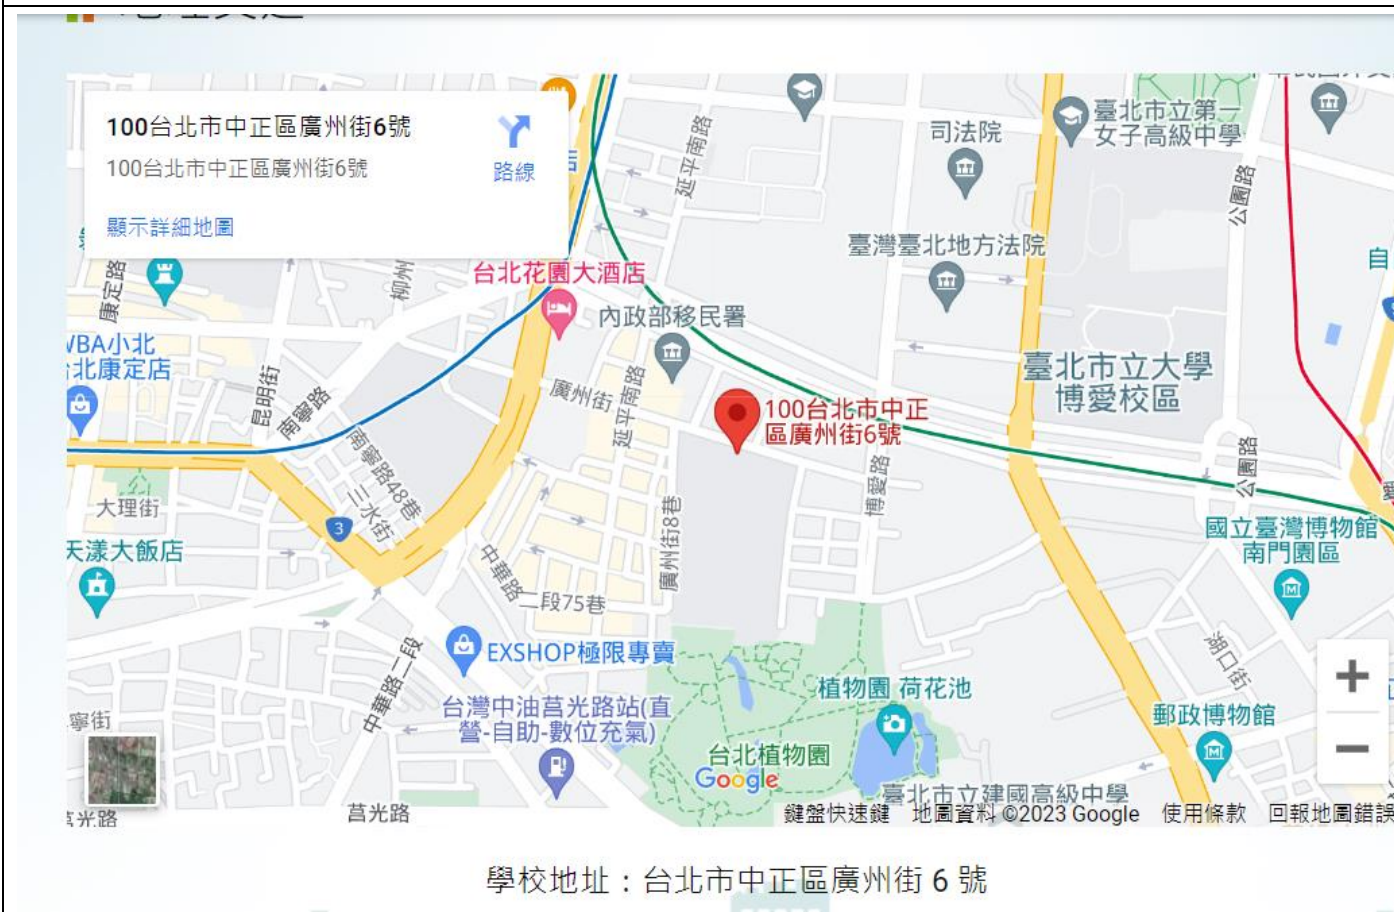 100台北市中正區廣州街6號
100台北市中正區廣州街6號
路線
顯示詳細地圖
延平南路
司法院
臺北市立第一
女子高級中學
公園路
臺灣臺北地方法院
自
康定路
柳州
台北花園大酒店
內政部移民署
WBA小北
北康定店
昆明街
南寧路
廣州街
延平南路
100台北市中正
區廣州街6號
臺北市立大學
博愛校區
南寧路48巷
三水街
博愛路
公園路
大理街
3
廣州街8巷
國立臺灣博物館
南門園區
天漾大飯店
中華路二段75巷
湖口街
EXSHOP極限專賣
中華路二段
台灣中油莒光路站(直
營-自助-數位充氣)
植物園 荷花池
郵政博物館
寧街
台北植物園
Google
臺北市立建國高級中學
莒光路
莒光路
鍵盤快速鍵
地圖資料 ©2023 Google
使用條款
回報地圖錯誤
學校地址：台北市中正區廣州街 6 號